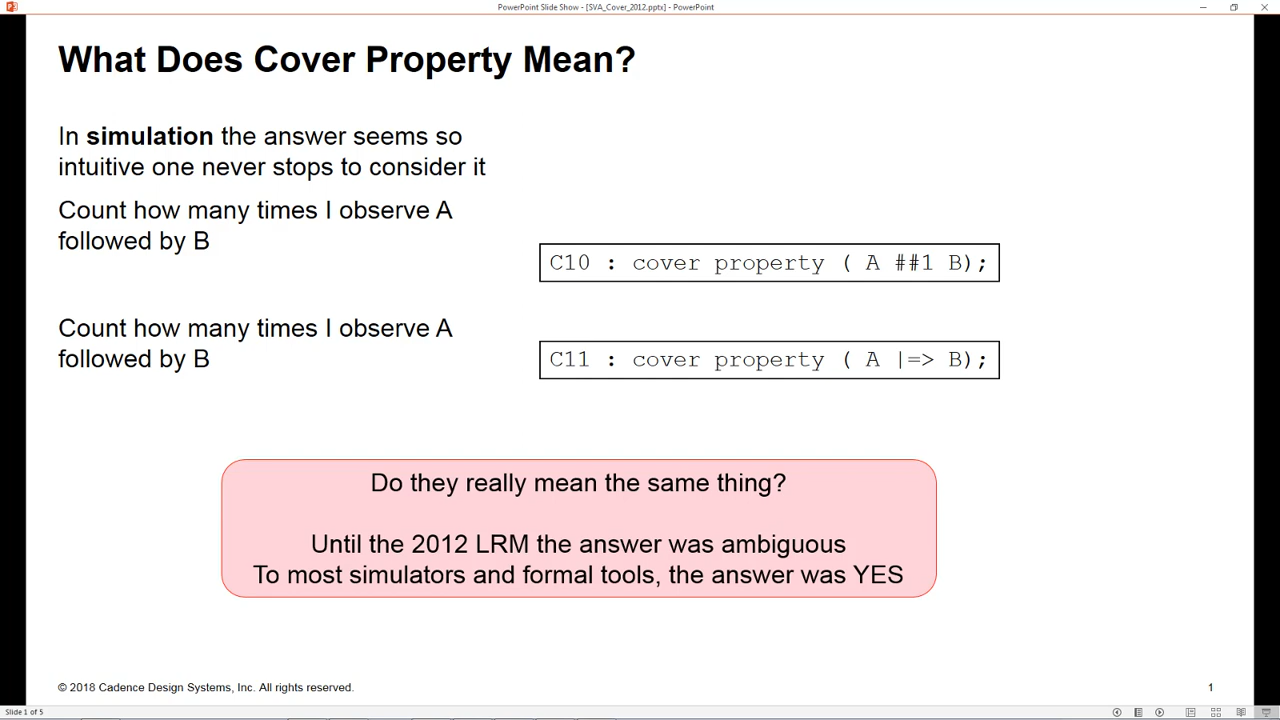 PowerPoint Slide Show - [SVA_Cover_2012.pptx] - PowerPoint
What Does Cover Property Mean?
In simulation the answer seems so
intuitive one never stops to consider it
Count how many times I observe A
followed by B
C10 : cover property ( A ##1 B);
Count how many times I observe A
followed by B
C11 : cover property ( A |=> B);
Do they really mean the same thing?
Until the 2012 LRM the answer was ambiguous
To most simulators and formal tools, the answer was YES
© 2018 Cadence Design Systems, Inc. All rights reserved.
1
Slide 1 of 5